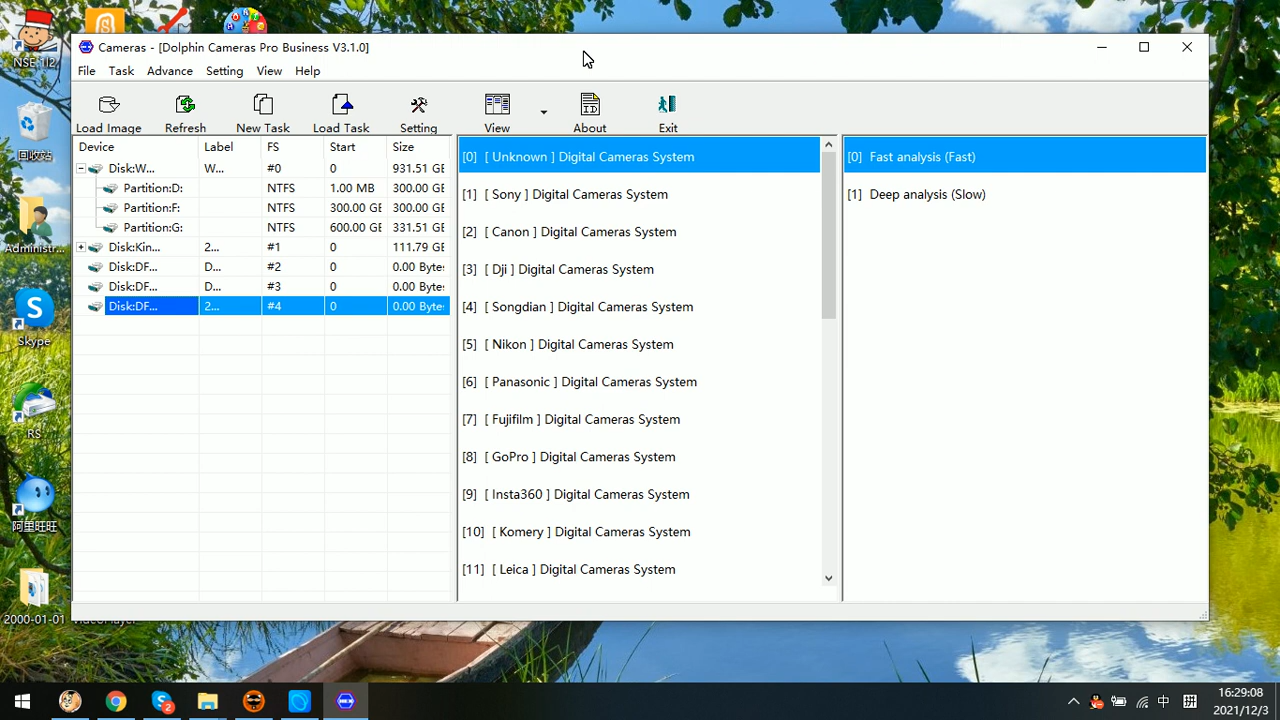 NSE.1I2...
Cameras - [Dolphin Cameras Pro Business V3.1.0]
File Task Advance Setting View Help
Load Image Refresh New Task Load Task Setting View About Exit
回收站
Administr...
Skype
RS
阿里旺旺
2000-01-01
Device Label FS Start Size
Disk:W... W... #0 0 931.51 GE
Partition:D: NTFS 1.00 MB 300.00 GE
Partition:F: NTFS 300.00 GE 300.00 GE
Partition:G: NTFS 600.00 GE 331.51 GE
Disk:Kin... 2... #1 0 111.79 GE
Disk:DF... D... #2 0 0.00 Byte
Disk:DF... D... #3 0 0.00 Byte
Disk:DF... 2... #4 0 0.00 Byte
[0] [ Unknown ] Digital Cameras System
[1] [ Sony ] Digital Cameras System
[2] [ Canon ] Digital Cameras System
[3] [ Dji ] Digital Cameras System
[4] [ Songdian ] Digital Cameras System
[5] [ Nikon ] Digital Cameras System
[6] [ Panasonic ] Digital Cameras System
[7] [ Fujifilm ] Digital Cameras System
[8] [ GoPro ] Digital Cameras System
[9] [ Insta360 ] Digital Cameras System
[10] [ Komery ] Digital Cameras System
[11] [ Leica ] Digital Cameras System
[0] Fast analysis (Fast)
[1] Deep analysis (Slow)
中 拼
16:29:08
2021/12/3